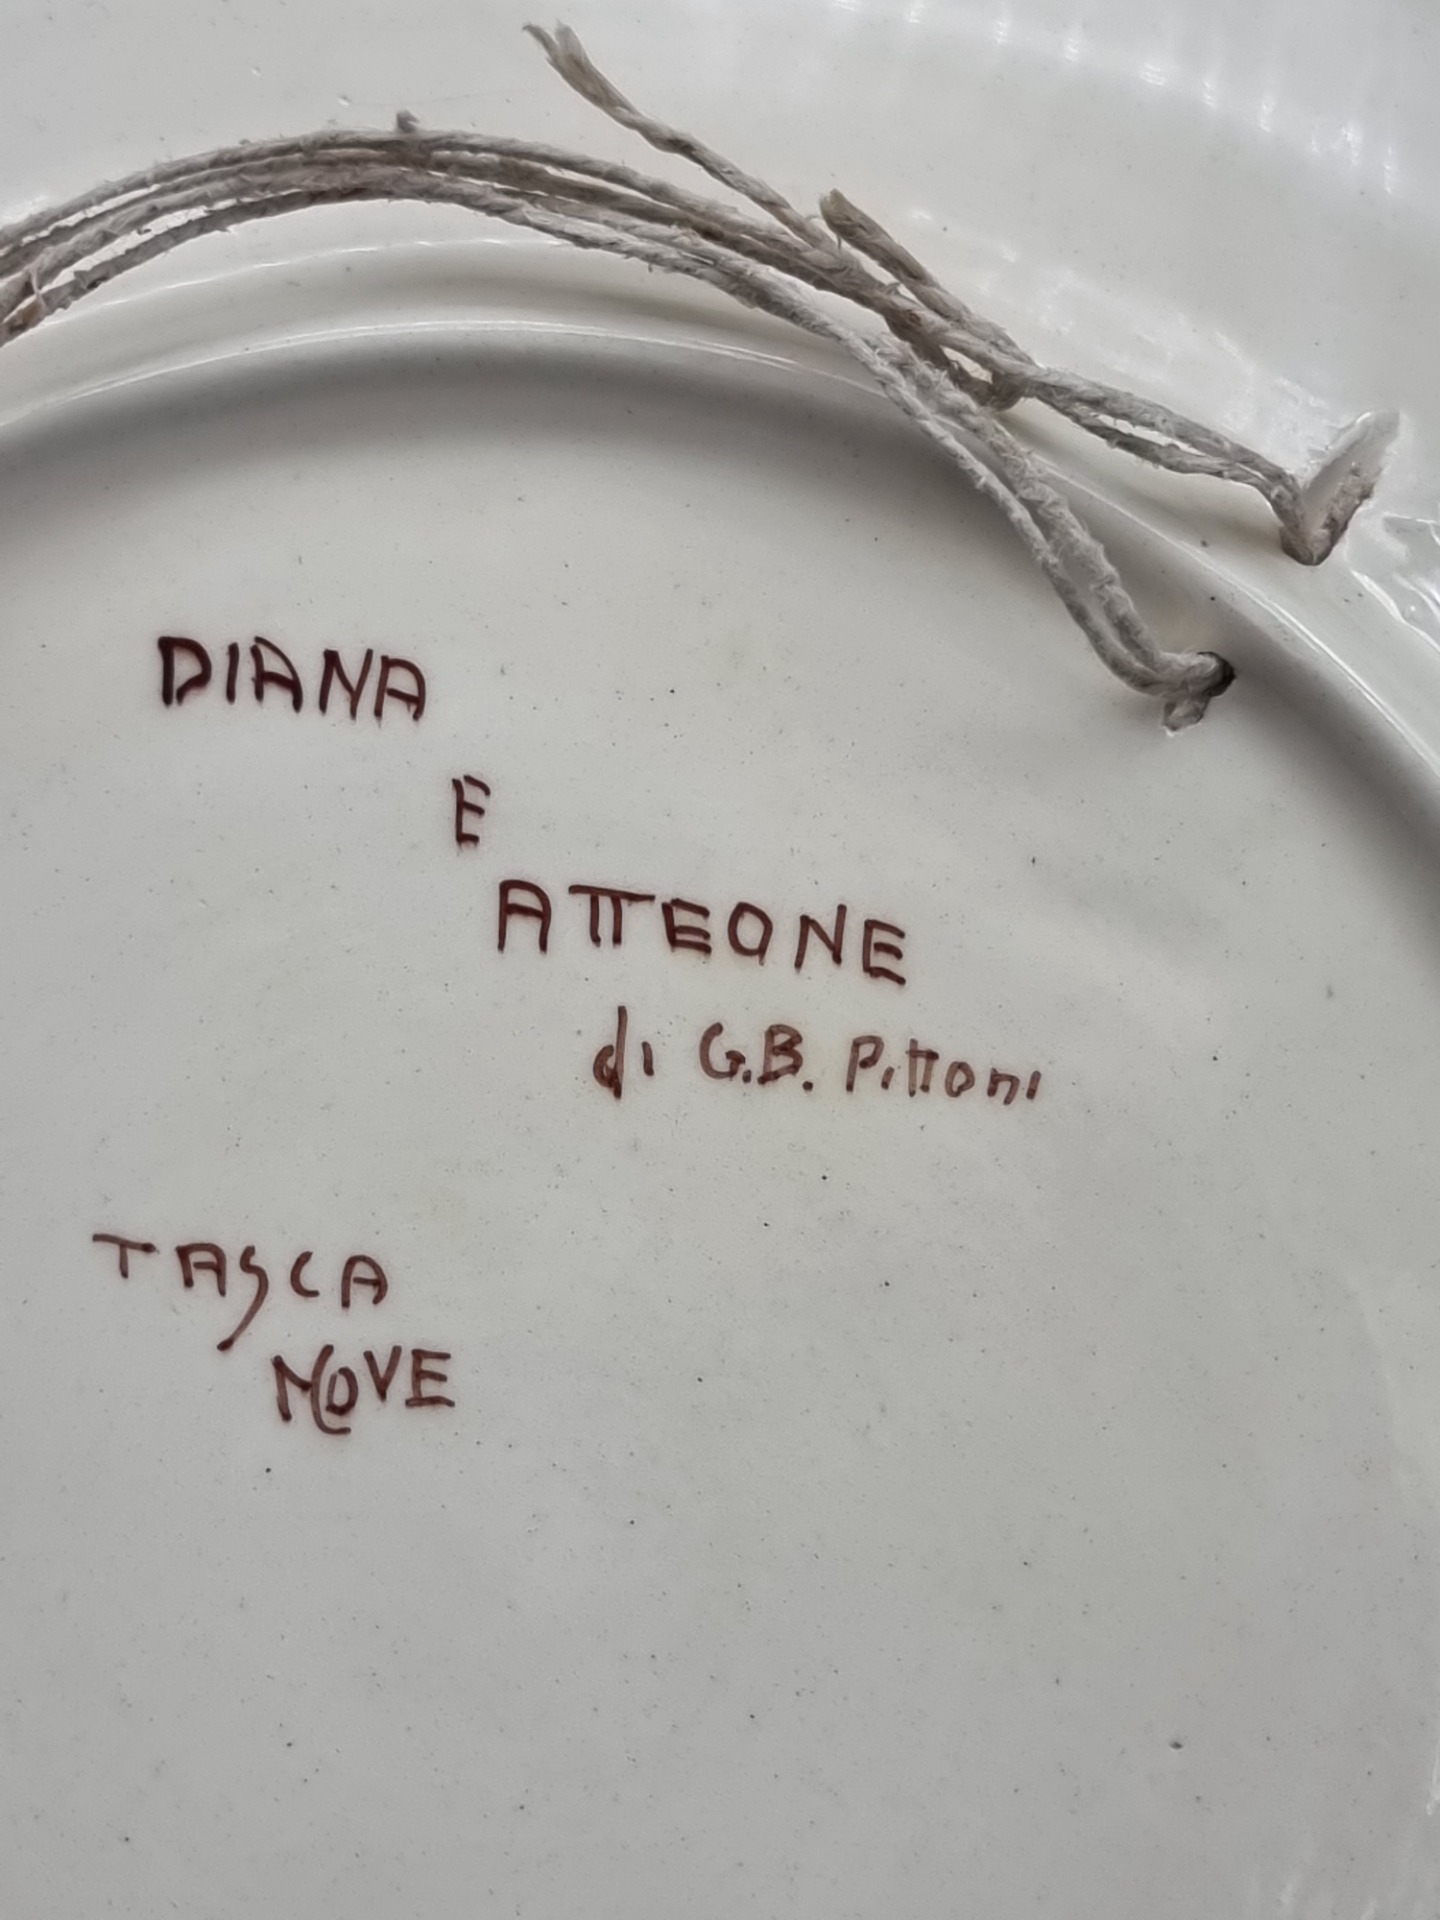 DIANA
E
ATTEONE
di G.B. Pittoni
TASCA
NOVE